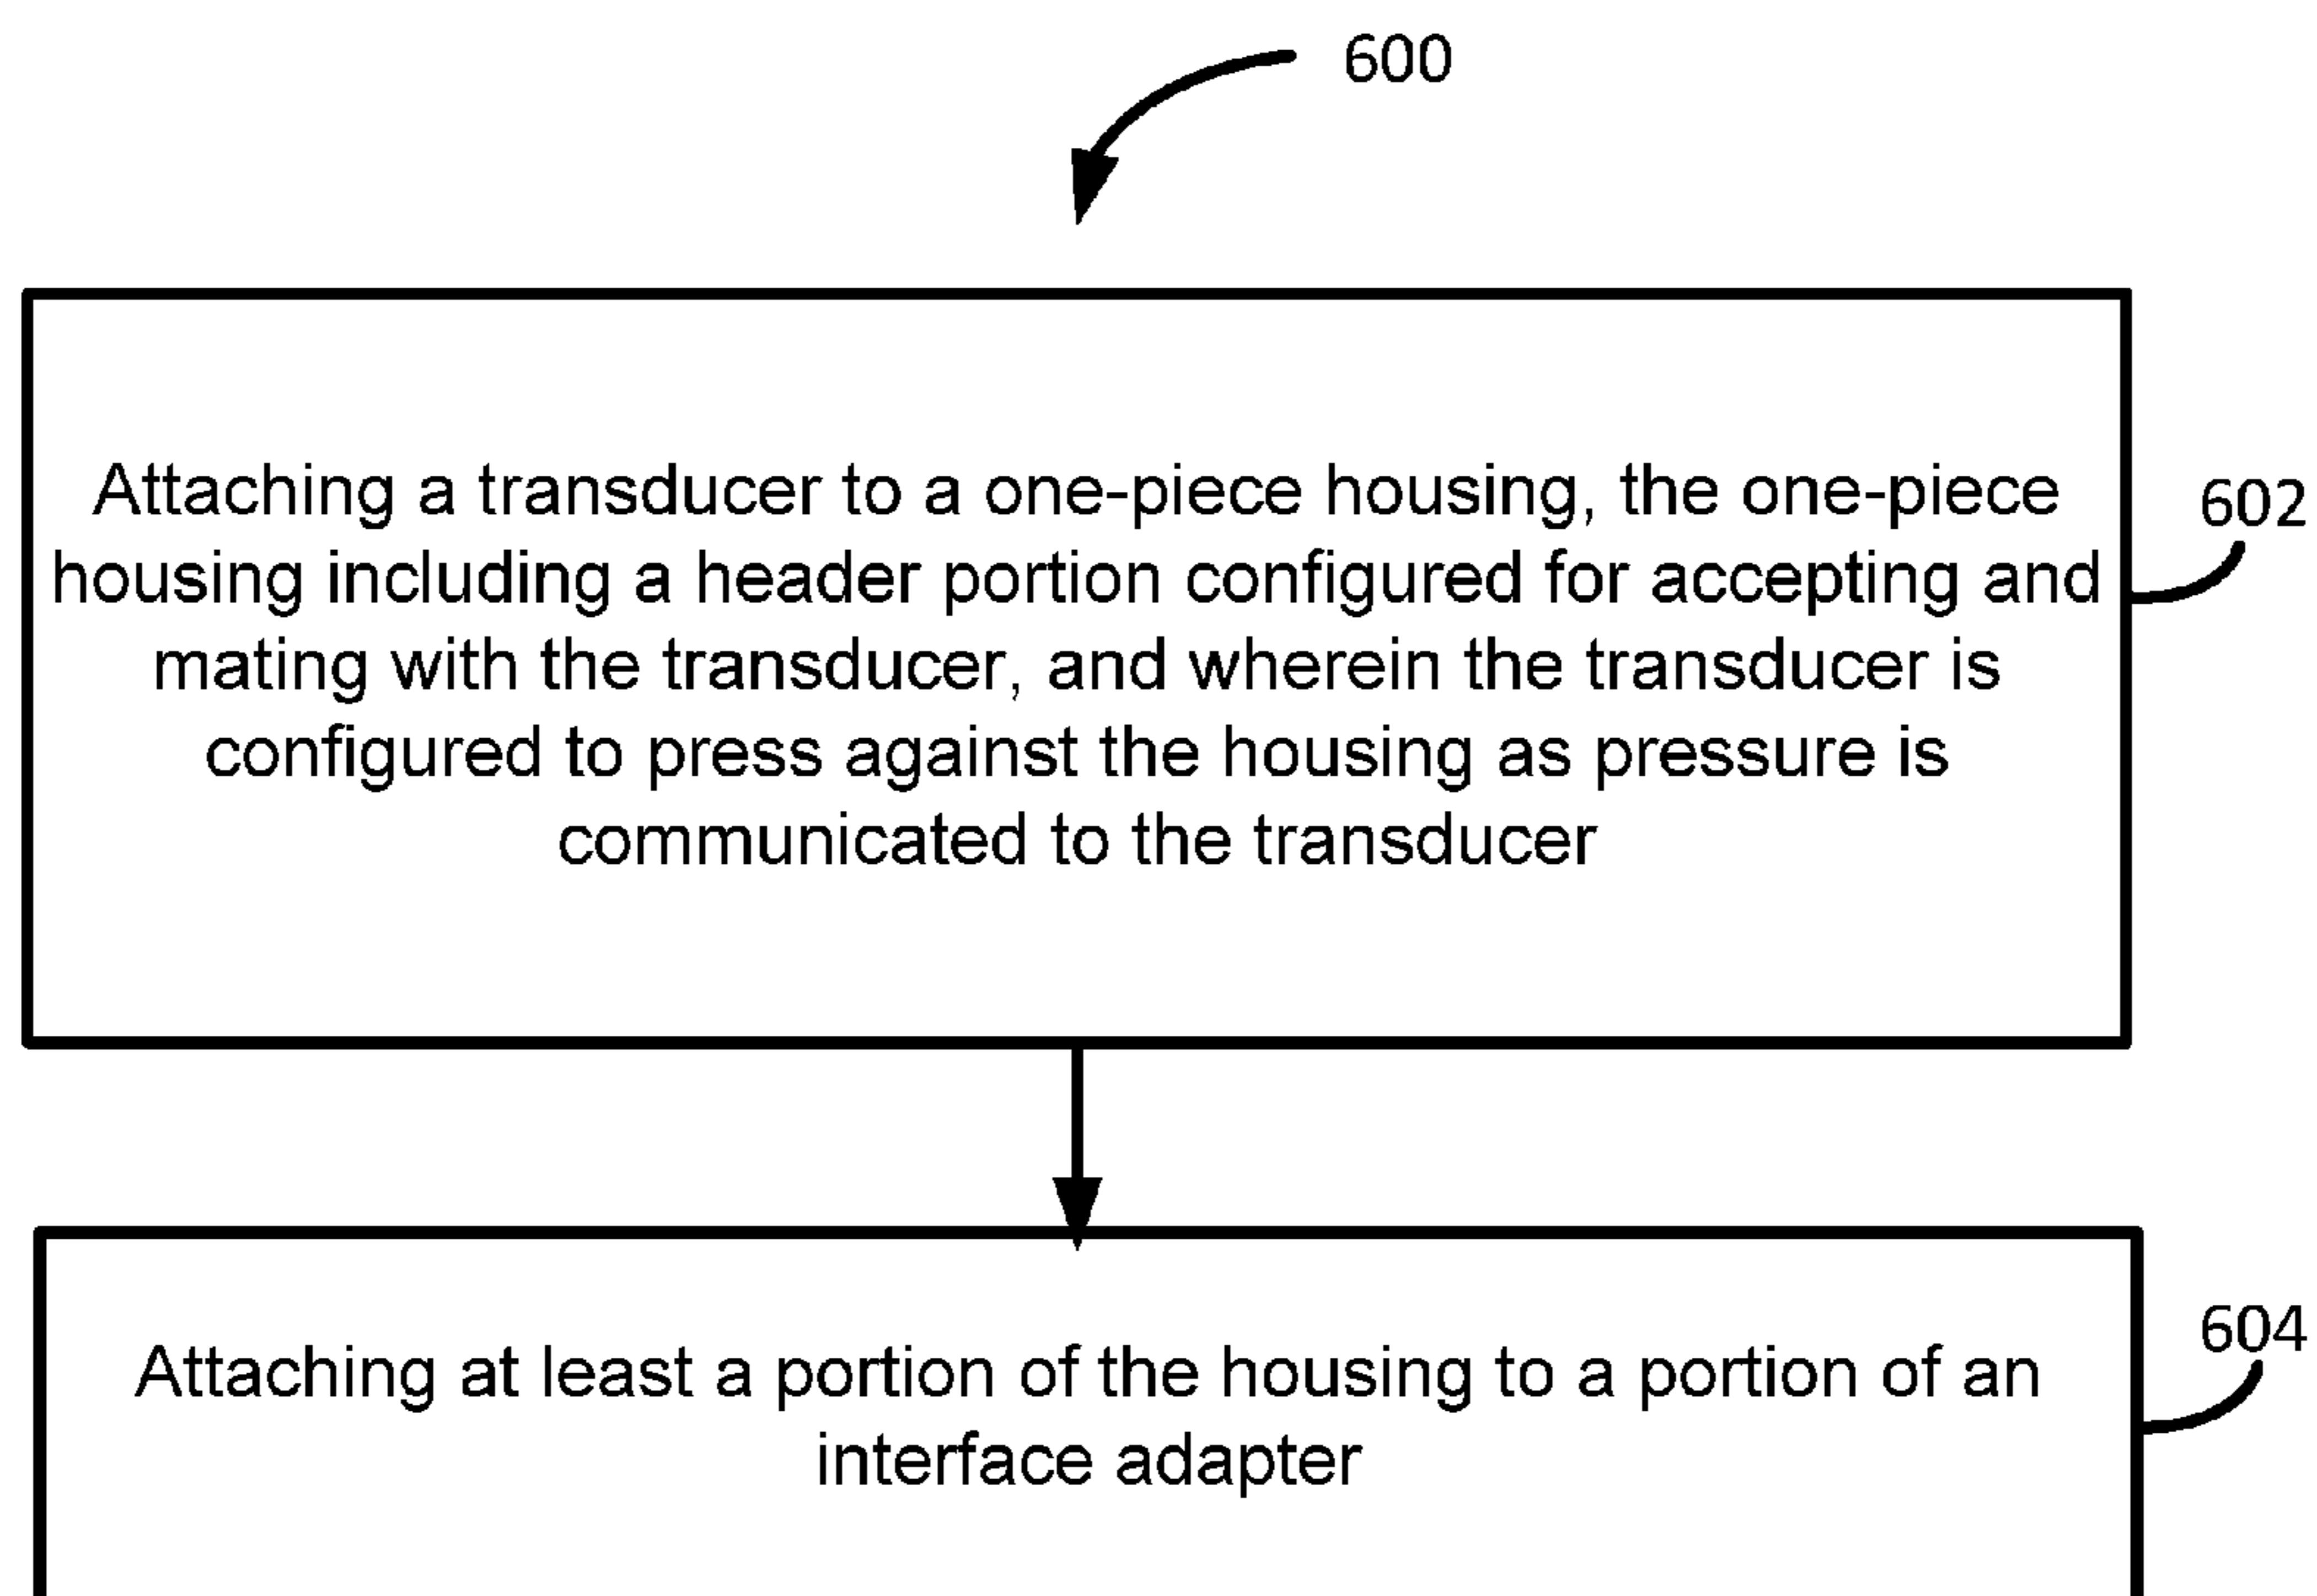 600
Attaching a transducer to a one-piece housing, the one-piece
housing including a header portion configured for accepting and
mating with the transducer, and wherein the transducer is
configured to press against the housing as pressure is
communicated to the transducer
602
604
Attaching at least a portion of the housing to a portion of an
interface adapter